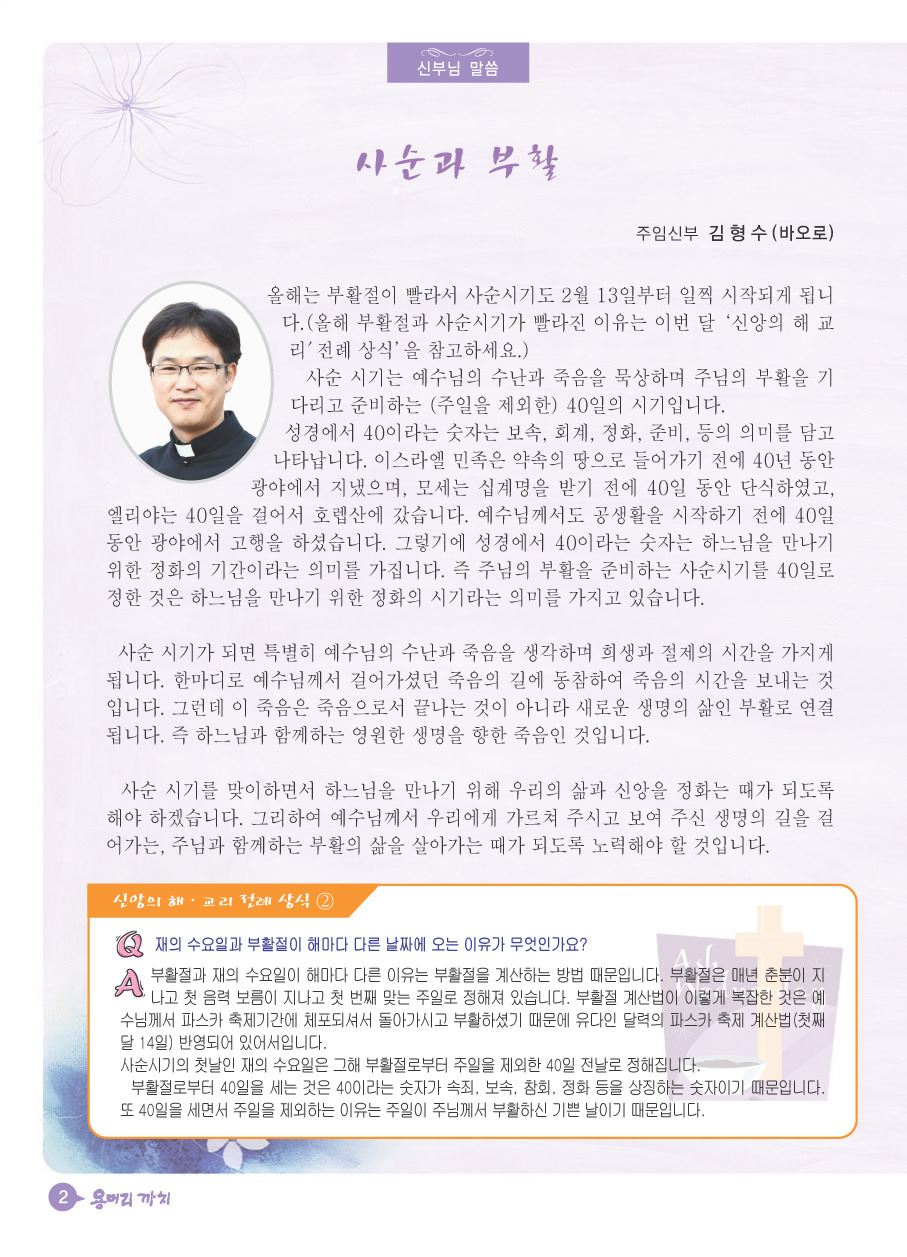 신부님 말씀
사순과 부활
주임신부 김형수(바오로)
올해는 부활절이 빨라서 사순시기도 2월 13일부터 일찍 시작되게 됩니
다.(올해 부활절과 사순시기가 빨라진 이유는 이번 달 ‘신앙의 해 교
리′전례 상식’을 참고하세요.)
사순 시기는 예수님의 수난과 죽음을 묵상하며 주님의 부활을 기
다리고 준비하는 (주일을 제외한) 40일의 시기입니다.
성경에서 40이라는 숫자는 보속, 회계, 정화, 준비, 등의 의미를 담고
나타납니다. 이스라엘 민족은 약속의 땅으로 들어가기 전에 40년 동안
광야에서 지냈으며, 모세는 십계명을 받기 전에 40일 동안 단식하였고,
엘리야는 40일을 걸어서 호렙산에 갔습니다. 예수님께서도 공생활을 시작하기 전에 40일
동안 광야에서 고행을 하셨습니다. 그렇기에 성경에서 40이라는 숫자는 하느님을 만나기
위한 정화의 기간이라는 의미를 가집니다. 즉 주님의 부활을 준비하는 사순시기를 40일로
정한 것은 하느님을 만나기 위한 정화의 시기라는 의미를 가지고 있습니다.
사순 시기가 되면 특별히 예수님의 수난과 죽음을 생각하며 희생과 절제의 시간을 가지게
됩니다. 한마디로 예수님께서 걸어가셨던 죽음의 길에 동참하여 죽음의 시간을 보내는 것
입니다. 그런데 이 죽음은 죽음으로서 끝나는 것이 아니라 새로운 생명의 삶인 부활로 연결
됩니다. 즉 하느님과 함께하는 영원한 생명을 향한 죽음인 것입니다.
사순 시기를 맞이하면서 하느님을 만나기 위해 우리의 삶과 신앙을 정화는 때가 되도록
해야 하겠습니다. 그리하여 예수님께서 우리에게 가르쳐 주시고 보여 주신 생명의 길을 걸
어가는, 주님과 함께하는 부활의 삶을 살아가는 때가 되도록 노력해야 할 것입니다.
신앙의 해 · 교리 전례 상식 ②
Q 재의 수요일과 부활절이 해마다 다른 날짜에 오는 이유가 무엇인가요?
A 부활절과 재의 수요일이 해마다 다른 이유는 부활절을 계산하는 방법 때문입니다. 부활절은 매년 춘분이 지
나고 첫 음력 보름이 지나고 첫 번째 맞는 주일로 정해져 있습니다. 부활절 계산법이 이렇게 복잡한 것은 예
수님께서 파스카 축제기간에 체포되셔서 돌아가시고 부활하셨기 때문에 유다인 달력의 파스카 축제 계산법(첫째
달 14일) 반영되어 있어서입니다.
사순시기의 첫날인 재의 수요일은 그해 부활절로부터 주일을 제외한 40일 전날로 정해집니다.
부활절로부터 40일을 세는 것은 40이라는 숫자가 속죄, 보속, 참회, 정화 등을 상징하는 숫자이기 때문입니다.
또 40일을 세면서 주일을 제외하는 이유는 주일이 주님께서 부활하신 기쁜 날이기 때문입니다.
Ash
2 용머리 까치